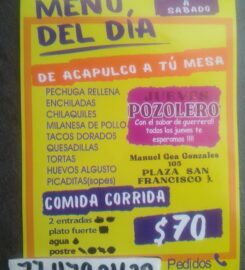 MENÚ
A
SABADO
DEL DÍA
DE ACAPULCO A TÚ MESA
PECHUGA RELLENA
ENCHILADAS
CHILAQUILES
MILANESA DE POLLO
TACOS DORADOS
QUESADILLAS
TORTAS
HUEVOS ALGUSTO
PICADITAS(sopes)
JUEVES
POZOLERO
Con el sabor de guerrero!!
todos los jueves te
esperamos !!!!
Manuel Gea Gonzales
105
PLAZA SAN
FRANCISCO
COMIDA CORRIDA
2 entradas
plato fuerte
agua
postre
$70
Pedidos